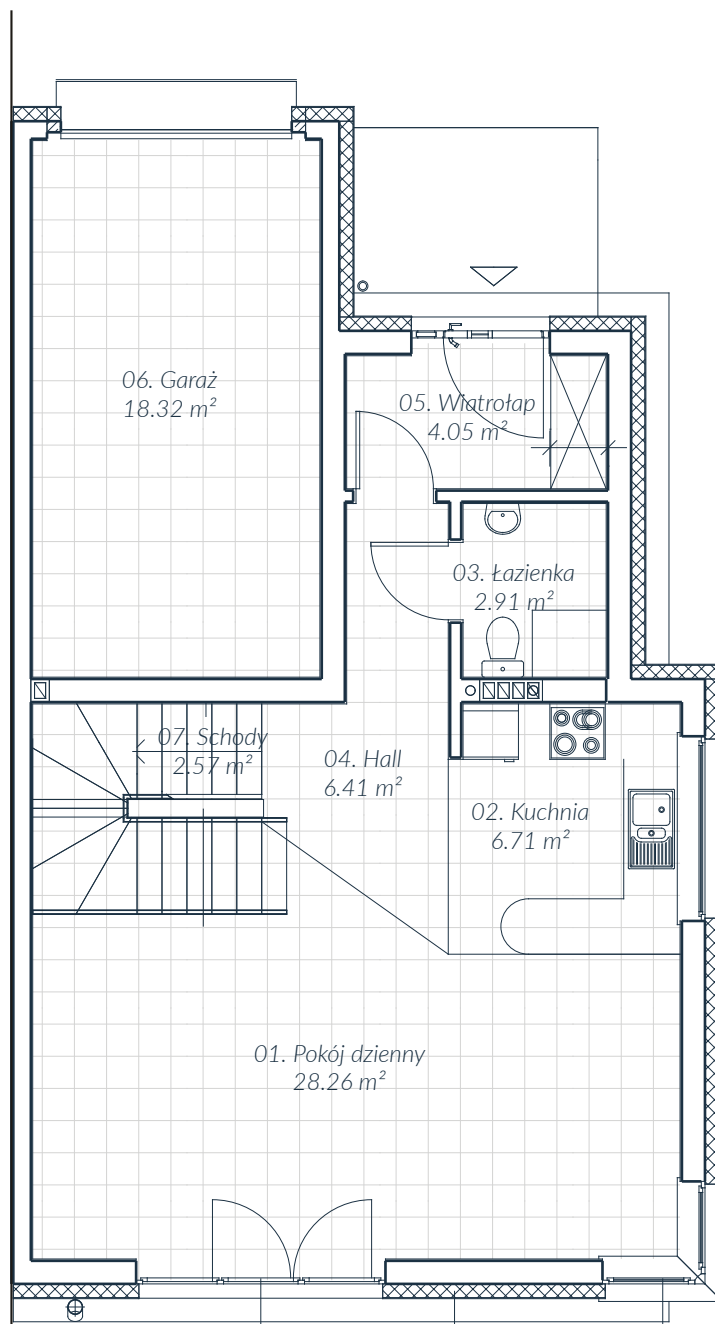 06. Garaż
18.32 m²
05. Wiatrołap
4.05 m²
03. Łazienka
2.91 m²
07. Schody
2.57 m²
04. Hall
6.41 m²
02. Kuchnia
6.71 m²
01. Pokój dzienny
28.26 m²